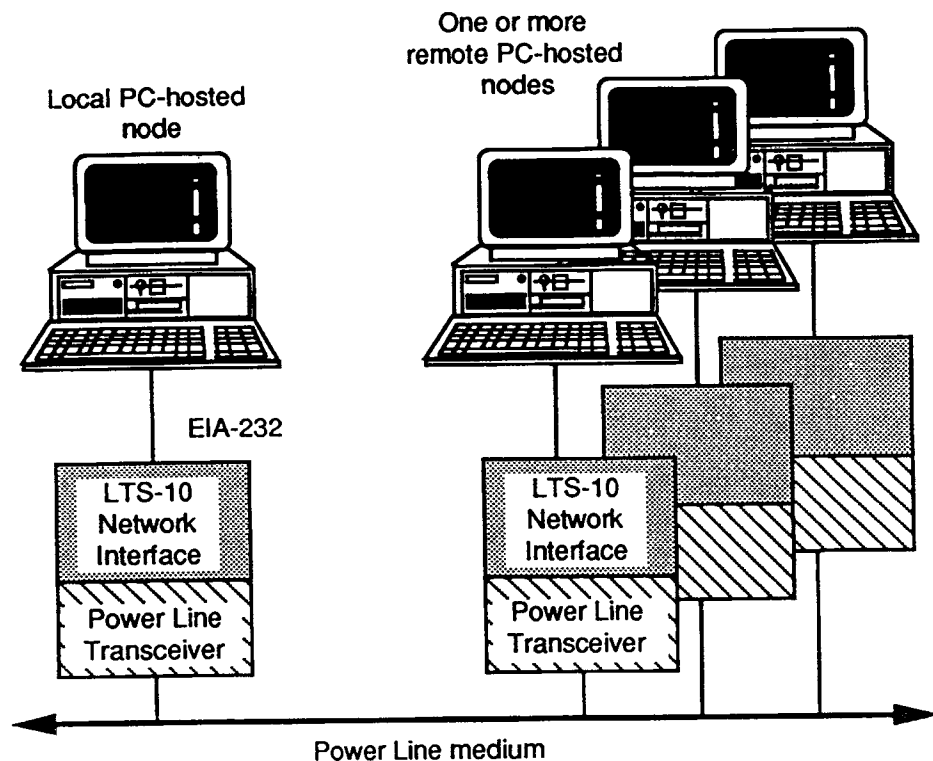 One or more
remote PC-hosted
nodes
Local PC-hosted
node
EIA-232
LTS-10
Network
Interface
Power Line
Transceiver
LTS-10
Network
Interface
Power Line
Transceiver
Power Line medium